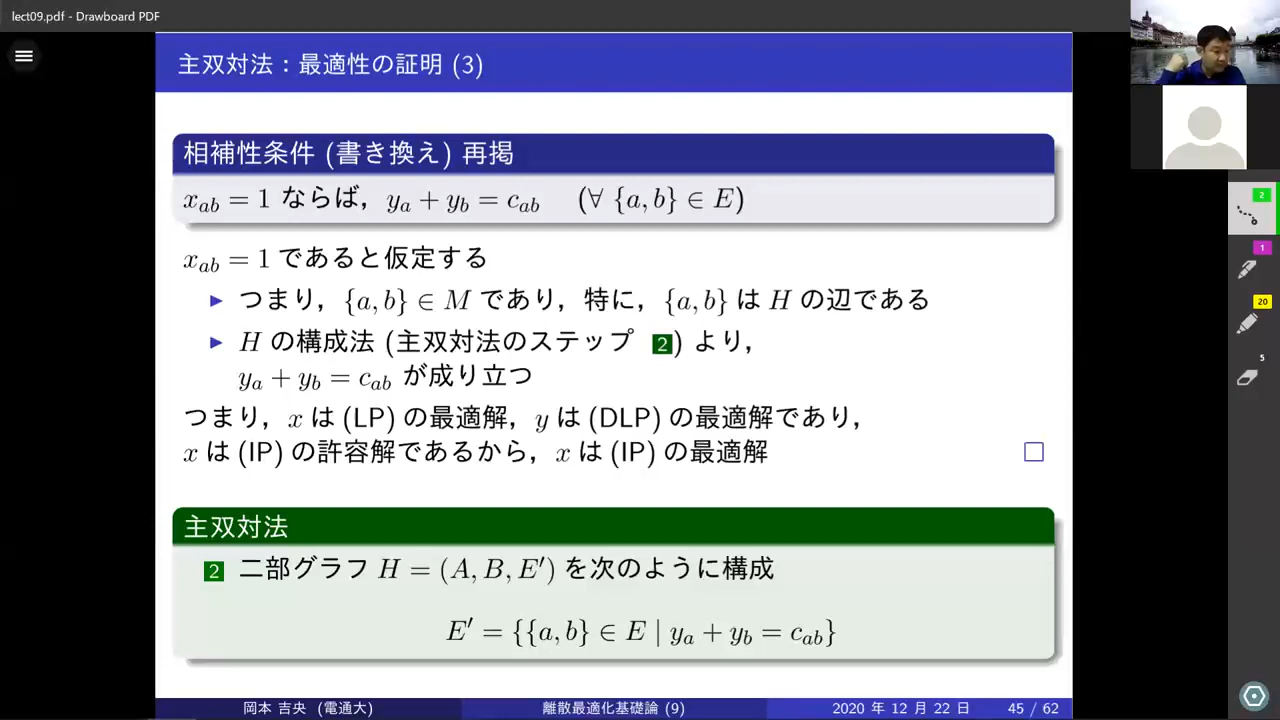 lect09.pdf - Drawboard PDF
主双対法：最適性の証明 (3)
相補性条件 (書き換え) 再掲
x_{ab} = 1 ならば，y_a + y_b = c_{ab} (∀ {a, b} ∈ E)
x_{ab} = 1 であると仮定する
▶ つまり，{a, b} ∈ M であり，特に，{a, b} は H の辺である
▶ H の構成法 (主双対法のステップ 2) より，
y_a + y_b = c_{ab} が成り立つ
つまり，x は (LP) の最適解，y は (DLP) の最適解であり，
x は (IP) の許容解であるから，x は (IP) の最適解 □
主双対法
2 二部グラフ H = (A, B, E′) を次のように構成
E′ = {{a, b} ∈ E | y_a + y_b = c_{ab}}
岡本 吉央 (電通大) 離散最適化基礎論 (9) 2020 年 12 月 22 日 45 / 62
2
1
20
5